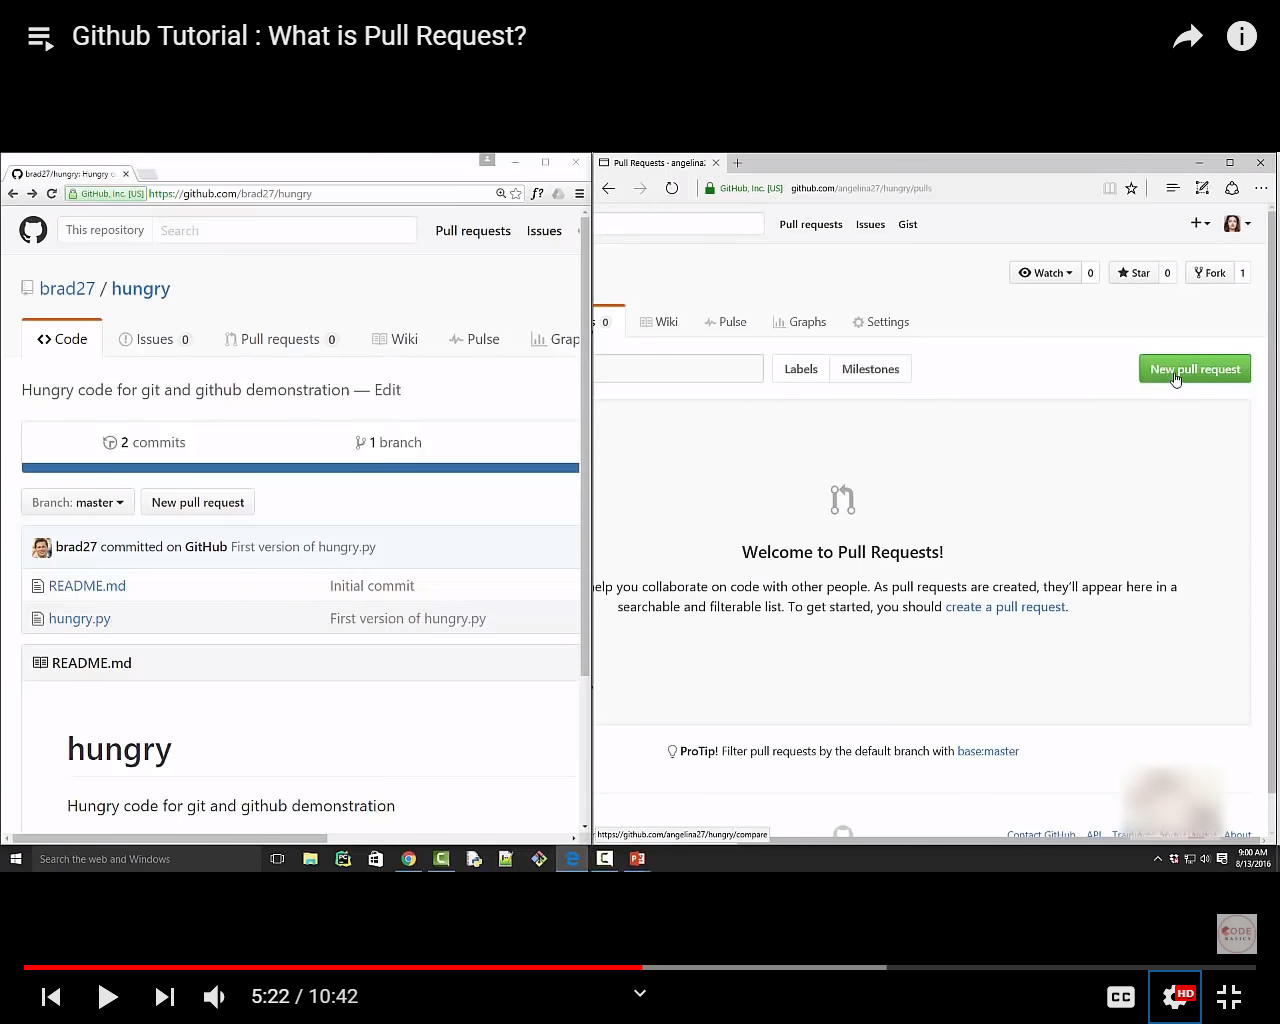 Github Tutorial : What is Pull Request?
brad27/hungry: Hungry c
GitHub, Inc. [US] https://github.com/brad27/hungry
f?
This repository Search Pull requests Issues
brad27 / hungry
Code Issues 0 Pull requests 0 Wiki Pulse Grap
Hungry code for git and github demonstration — Edit
2 commits 1 branch
Branch: master New pull request
brad27 committed on GitHub First version of hungry.py
README.md Initial commit
hungry.py First version of hungry.py
README.md
hungry
Hungry code for git and github demonstration
Pull Requests - angelina
GitHub, Inc. [US] github.com/angelina27/hungry/pulls
Pull requests Issues Gist
Watch 0 Star 0 Fork 1
s 0 Wiki Pulse Graphs Settings
Labels Milestones New pull request
Welcome to Pull Requests!
elp you collaborate on code with other people. As pull requests are created, they'll appear here in a
searchable and filterable list. To get started, you should create a pull request.
ProTip! Filter pull requests by the default branch with base:master
https://github.com/angelina27/hungry/compare
Contact GitHub API About
Search the web and Windows
9:00 AM
8/13/2016
CODE
BASICS
5:22 / 10:42
CC
HD